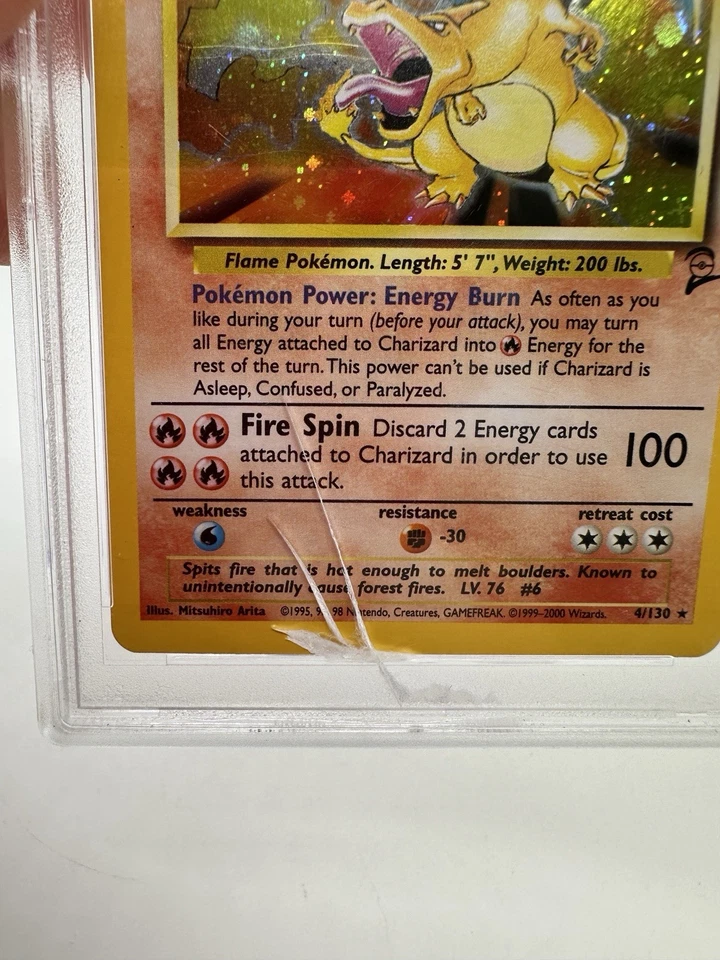 Flame Pokémon. Length: 5' 7", Weight: 200 lbs.
Pokémon Power: Energy Burn As often as you
like during your turn (before your attack), you may turn
all Energy attached to Charizard into Energy for the
rest of the turn. This power can't be used if Charizard is
Asleep, Confused, or Paralyzed.
Fire Spin Discard 2 Energy cards
attached to Charizard in order to use 100
this attack.
weakness resistance retreat cost
-30
Spits fire that is hot enough to melt boulders. Known to
unintentionally cause forest fires. LV. 76 #6
Illus. Mitsuhiro Arita ©1995, 98 Nintendo, Creatures, GAMEFREAK. ©1999-2000 Wizards. 4/130